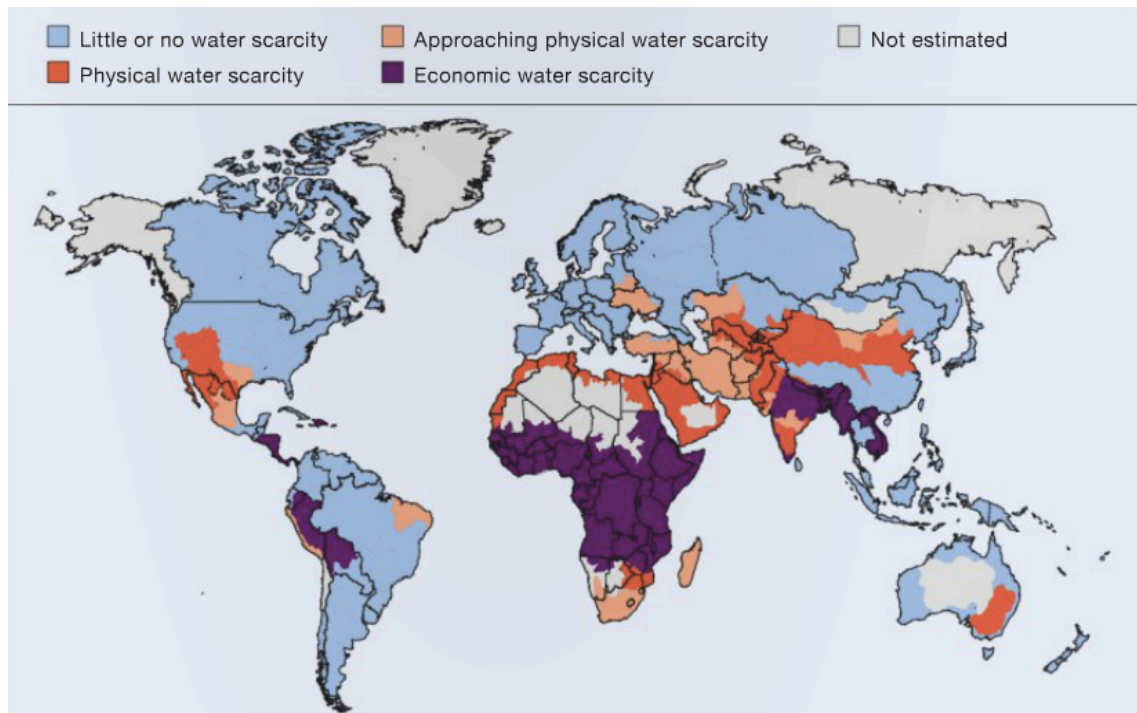 Little or no water scarcity
Approaching physical water scarcity
Not estimated
Physical water scarcity
Economic water scarcity